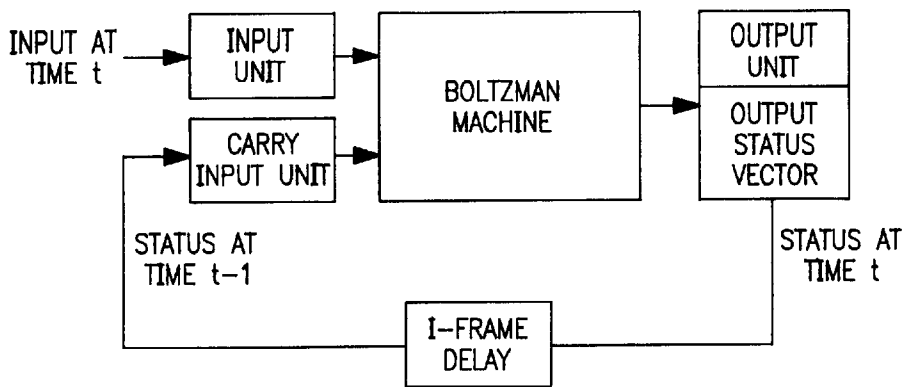 INPUT AT
TIME t
INPUT
UNIT
BOLTZMAN
MACHINE
OUTPUT
UNIT
CARRY
INPUT UNIT
OUTPUT
STATUS
VECTOR
STATUS AT
TIME t-1
STATUS AT
TIME t
I-FRAME
DELAY